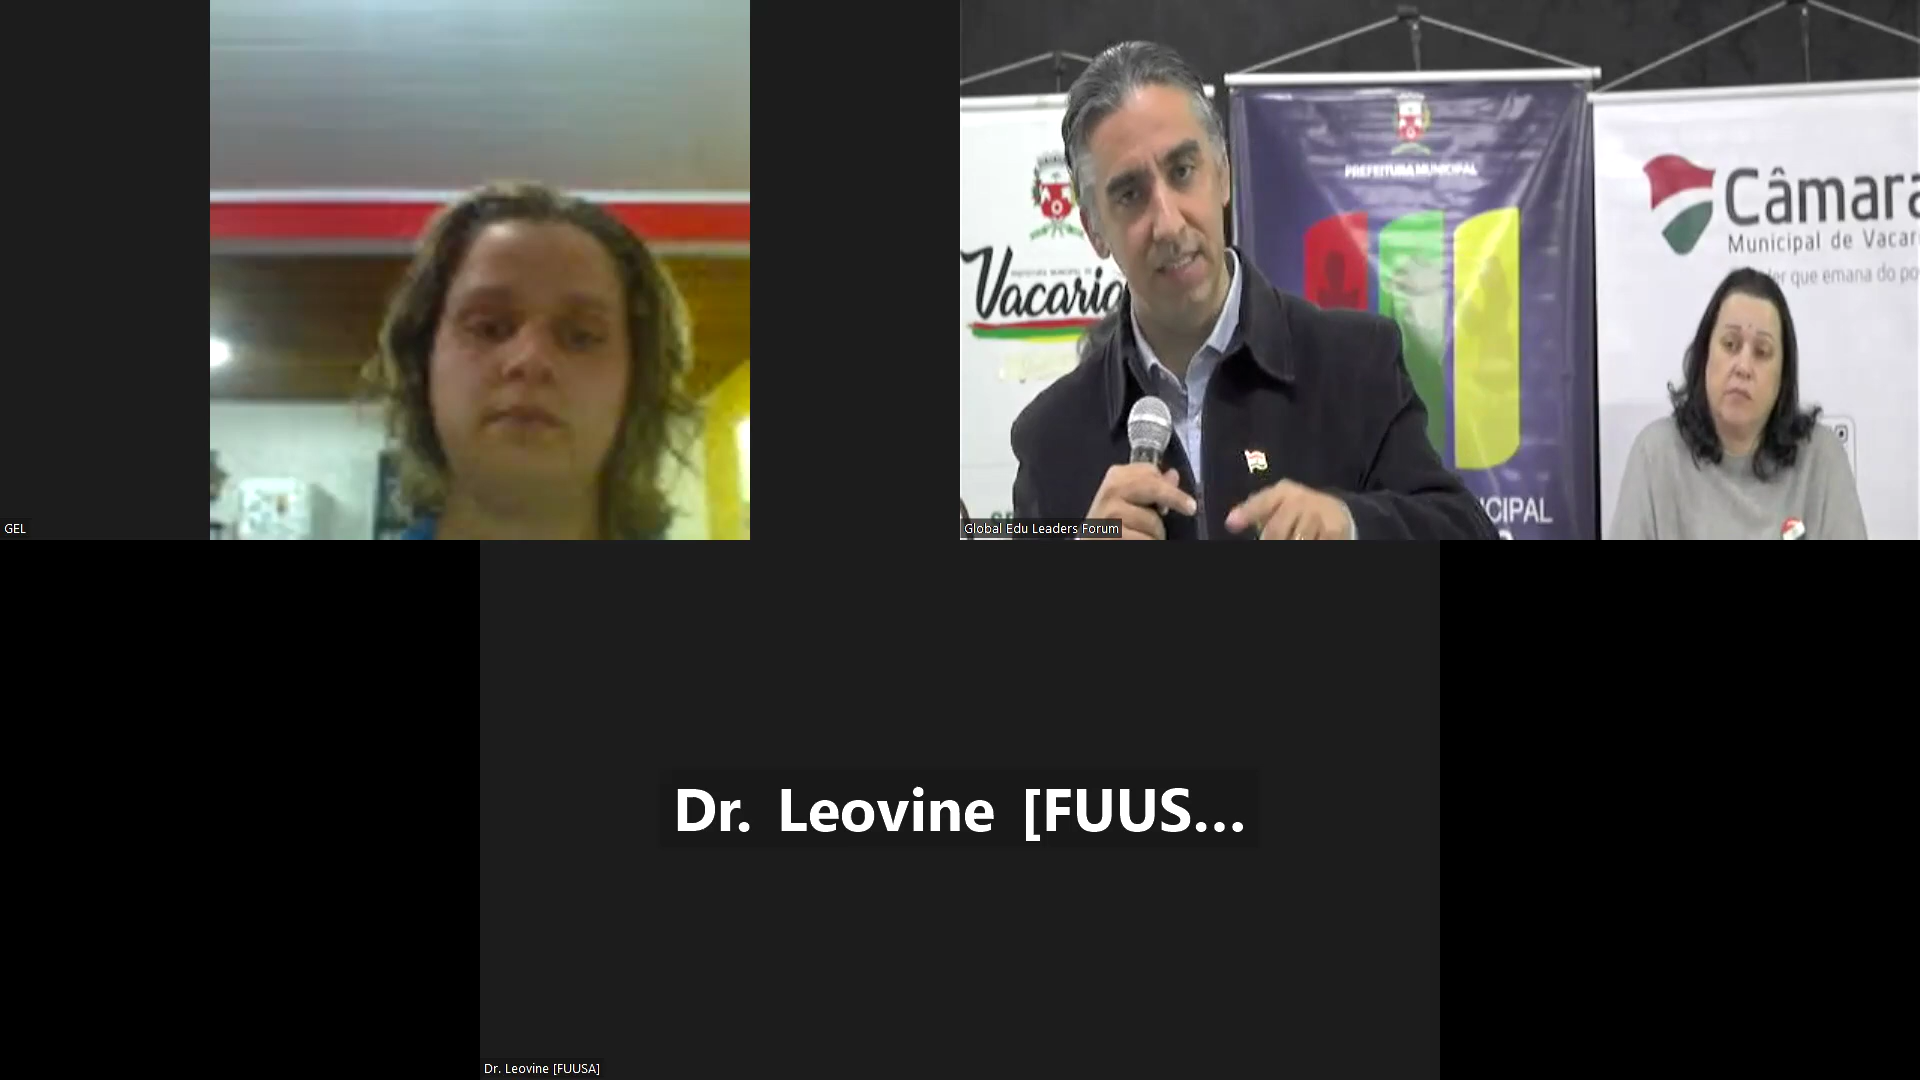 GEL
Vacaria
PREFEITURA MUNICIPAL
Câmara
Municipal de Vacar
er que emana do po
CIPAL
Global Edu Leaders Forum
Dr. Leovine [FUUS...
Dr. Leovine [FUUSA]